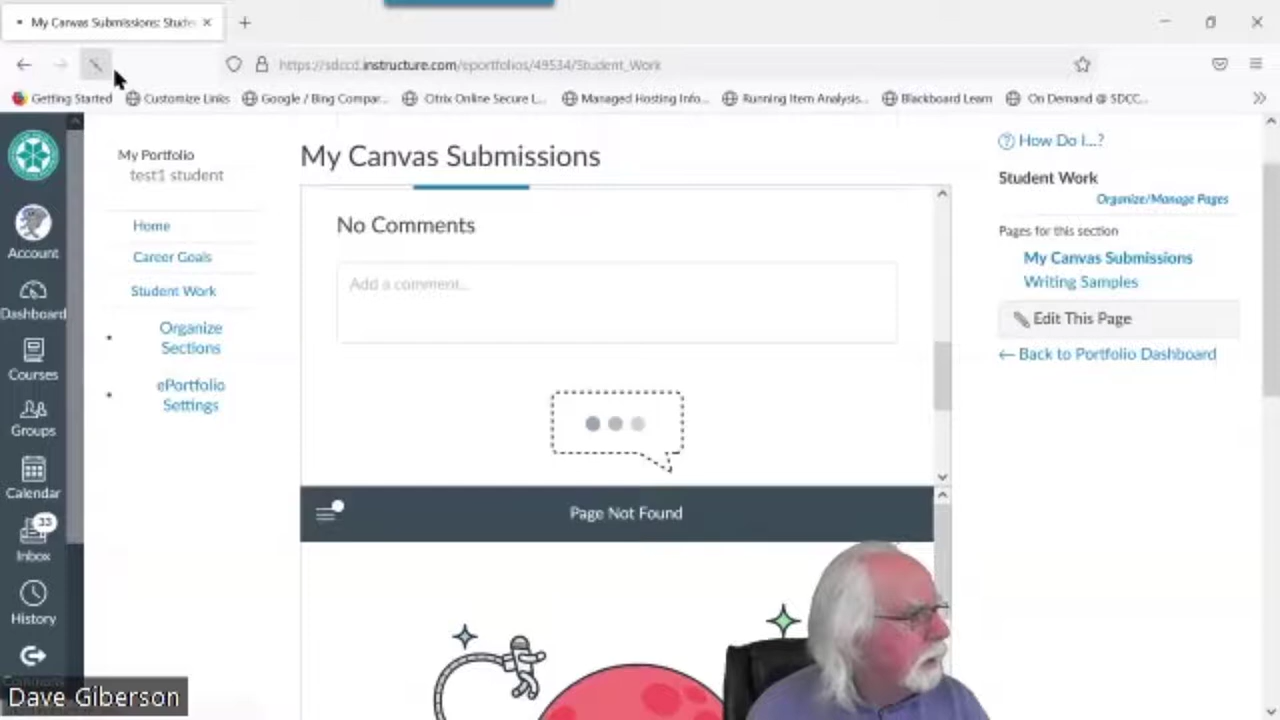 My Canvas Submissions: Stude
https://sdccd.instructure.com/eportfolios/49534/Student_Work
Getting Started
Customize Links
Google / Bing Compar...
Citrix Online Secure L...
Managed Hosting Info...
Running Item Analysis...
Blackboard Learn
On Demand @ SDCC...
Account
Dashboard
Courses
Groups
Calendar
33
Inbox
History
My Portfolio
test1 student
Home
Career Goals
Student Work
Organize
Sections
ePortfolio
Settings
My Canvas Submissions
No Comments
Add a comment...
Page Not Found
How Do I...?
Student Work
Organize/Manage Pages
Pages for this section
My Canvas Submissions
Writing Samples
Edit This Page
← Back to Portfolio Dashboard
Dave Giberson